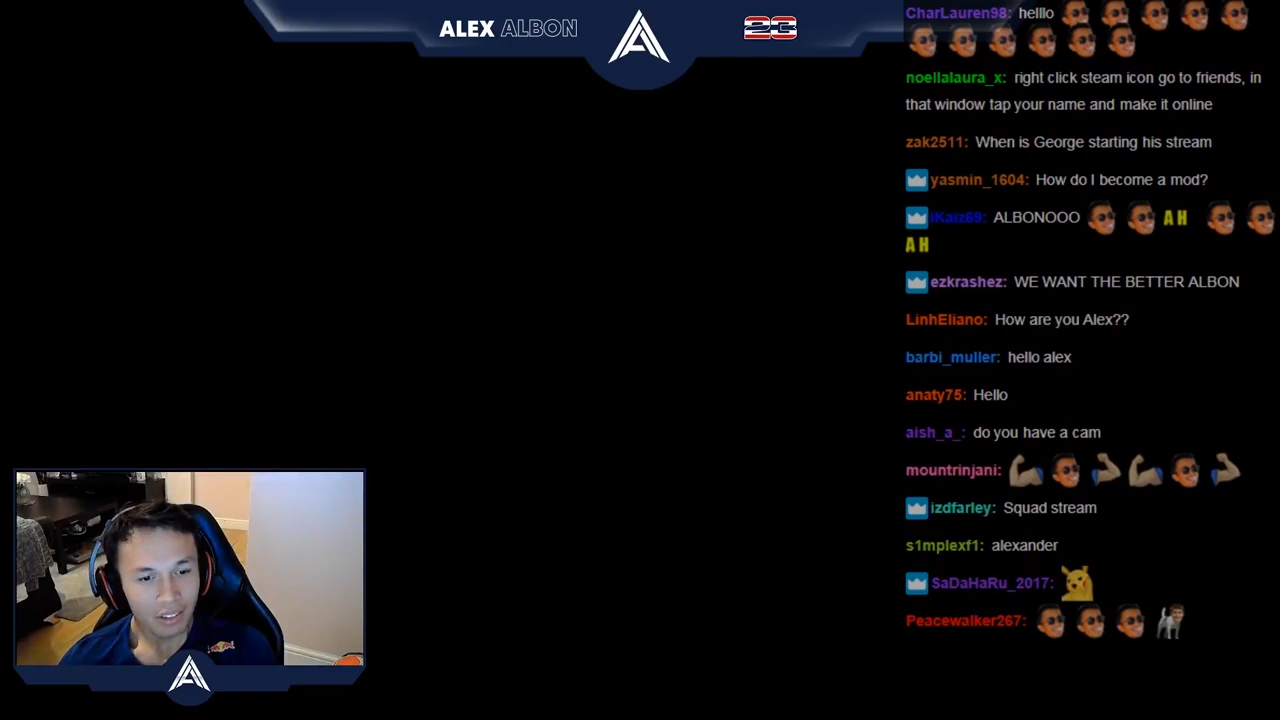 ALEX ALBON
23
CharLauren98: helllo
noellalaura_x: right click steam icon go to friends, in
that window tap your name and make it online
zak2511: When is George starting his stream
yasmin_1604: How do I become a mod?
iKaiz69: ALBONOOO AH
AH
ezkrashez: WE WANT THE BETTER ALBON
LinhEliano: How are you Alex??
barbi_muller: hello alex
anaty75: Hello
aish_a_: do you have a cam
mountrinjani:
izdfarley: Squad stream
s1mplexf1: alexander
SaDaHaRu_2017:
Peacewalker267: